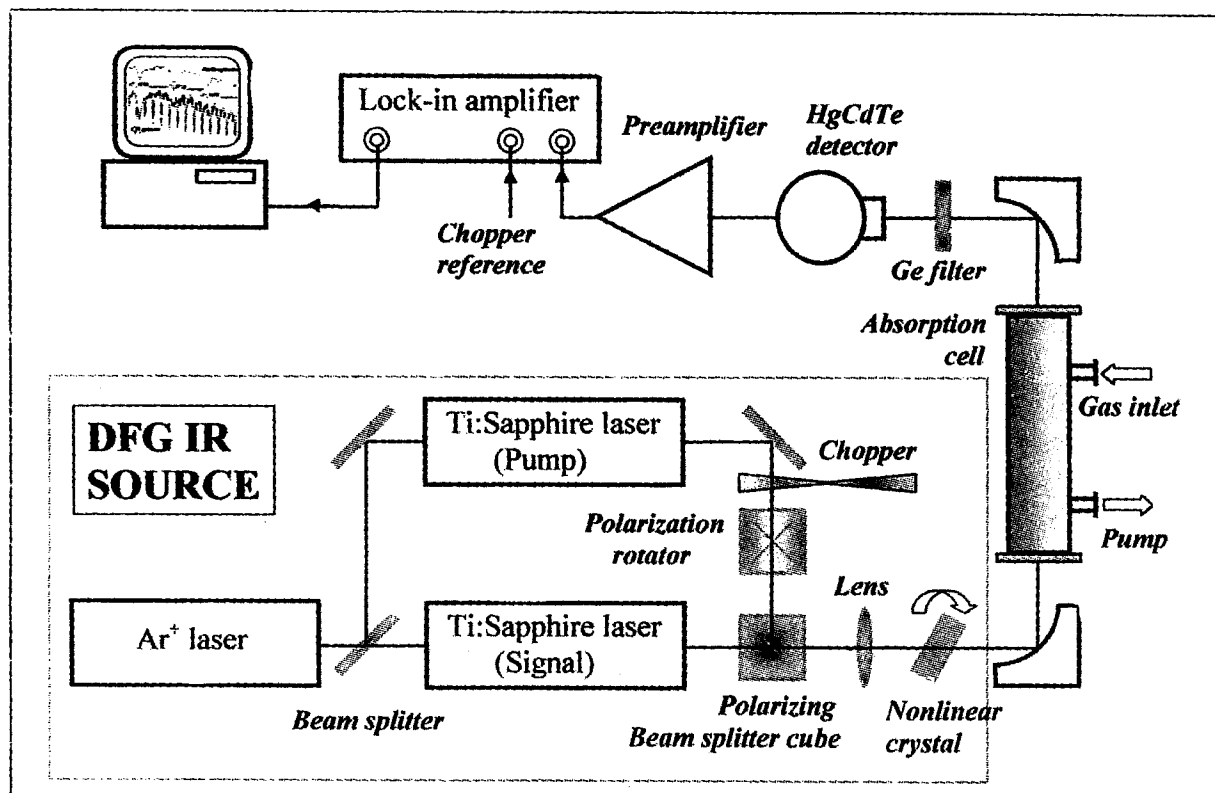 Lock-in amplifier
Preamplifier
HgCdTe
detector
Chopper
reference
Ge filter
Absorption
cell
Gas inlet
Pump
DFG IR
SOURCE
Ti:Sapphire laser
(Pump)
Chopper
Polarization
rotator
Lens
Ar⁺ laser
Ti:Sapphire laser
(Signal)
Beam splitter
Polarizing
Beam splitter cube
Nonlinear
crystal